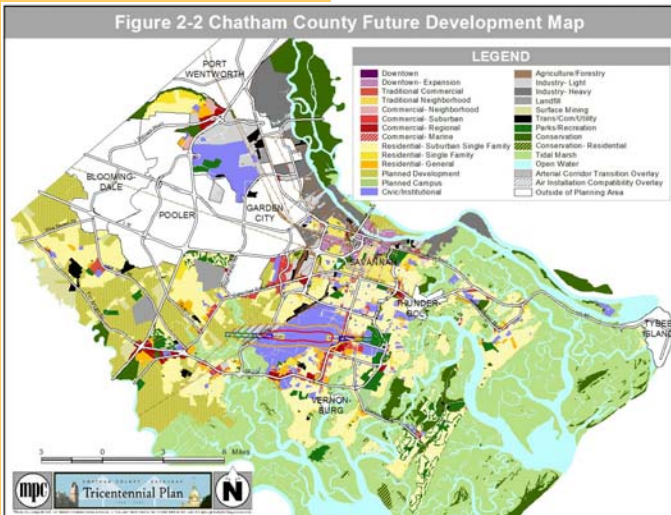 Figure 2-2 Chatham County Future Development Map
LEGEND
Downtown
Downtown- Expansion
Traditional Commercial
Traditional Neighborhood
Commercial- Neighborhood
Commercial- Suburban
Commercial- Regional
Commercial- Marine
Residential- Suburban Single Family
Residential- Single Family
Residential- General
Planned Development
Planned Campus
Civic/Institutional
Agriculture/Forestry
Industry- Light
Industry- Heavy
Landfill
Surface Mining
Trans/Com/Utility
Parks/Recreation
Conservation
Conservation- Residential
Tidal Marsh
Open Water
Arterial Corridor Transition Overlay
Air Installation Compatibility Overlay
Outside of Planning Area
PORT
WENTWORTH
BLOOMING-
DALE
POOLER
GARDEN
CITY
SAVANNAH
THUNDER-
BOLT
TYBEE
ISLAND
VERNON-
BURG
3 0 3 6 Miles
mpc
CHATHAM COUNTY - SAVANNAH
Tricentennial Plan
N